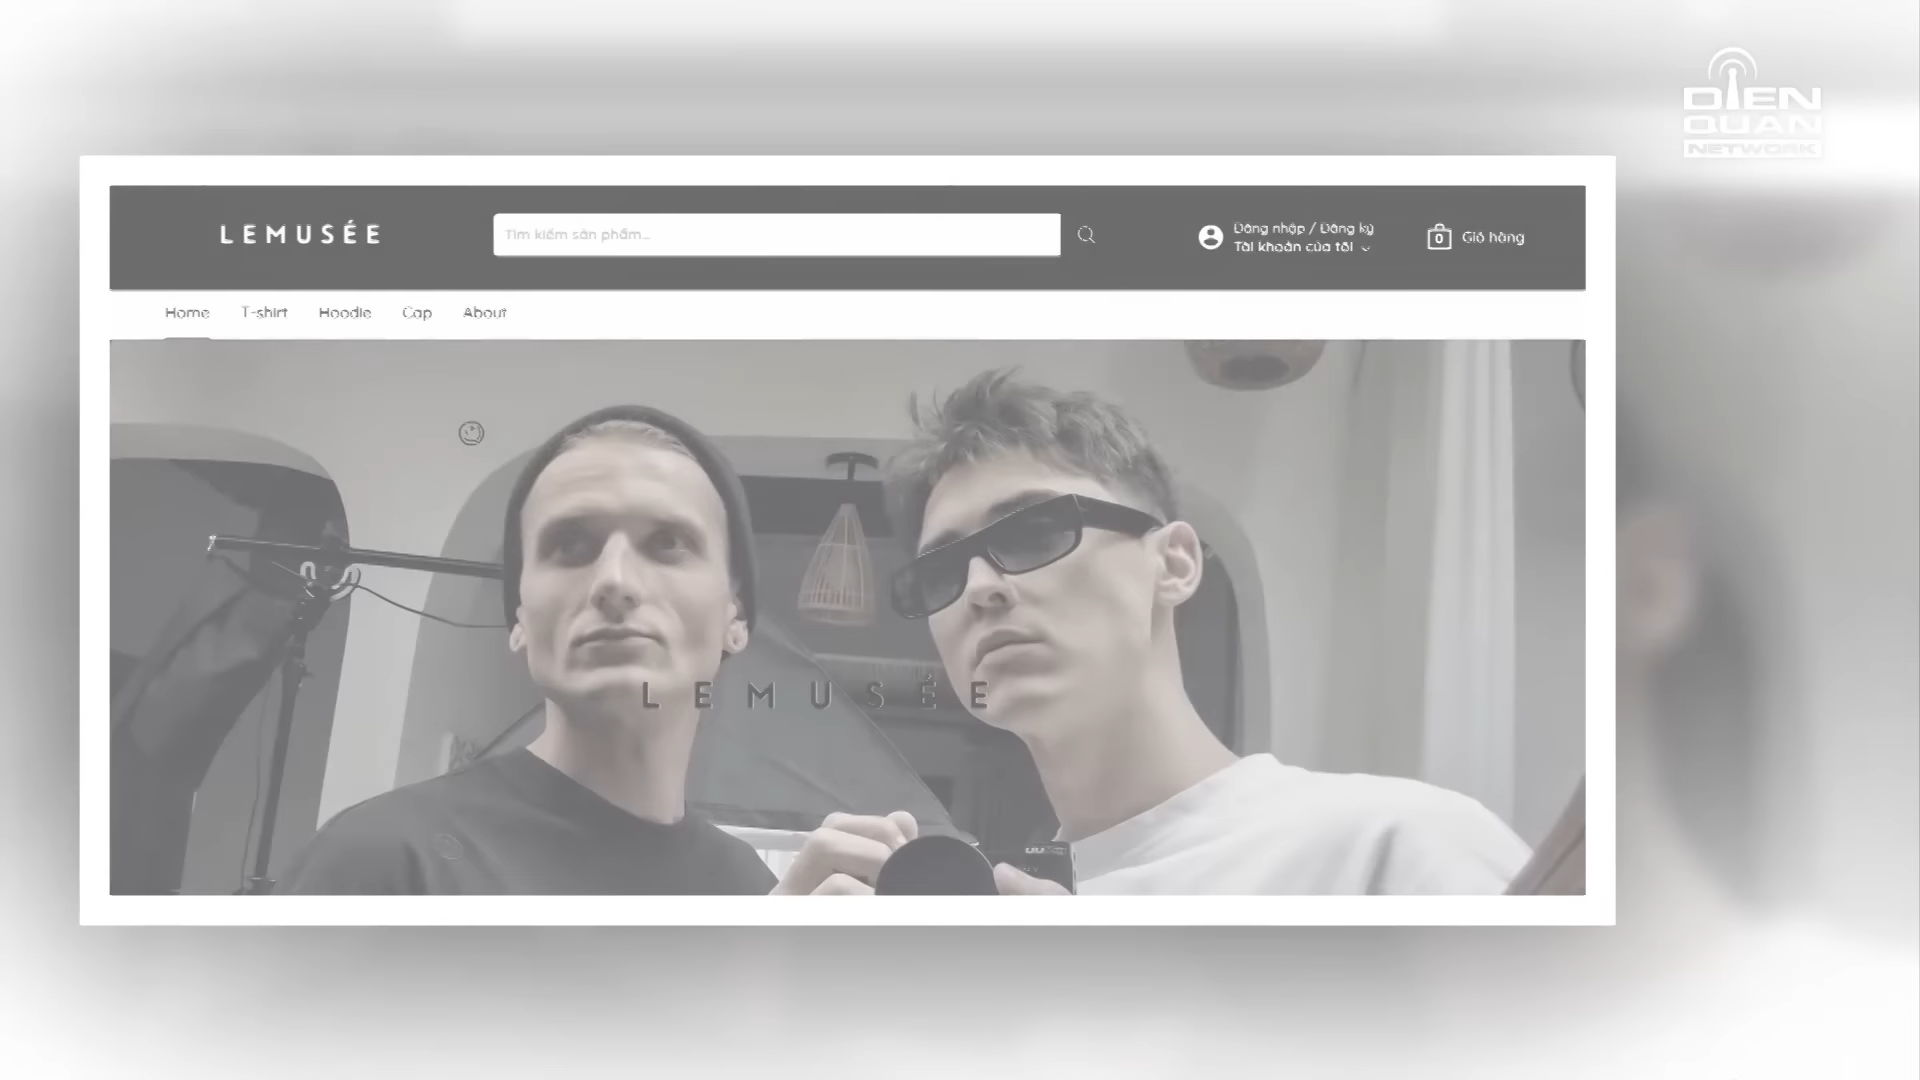 DIEN
QUAN
NETWORK
LEMUSÉE
Tìm kiếm sản phẩm...
Đăng nhập / Đăng ký
Tài khoản của tôi
0
Giỏ hàng
Home
T-shirt
Hoodie
Cap
About
LEMUSÉE